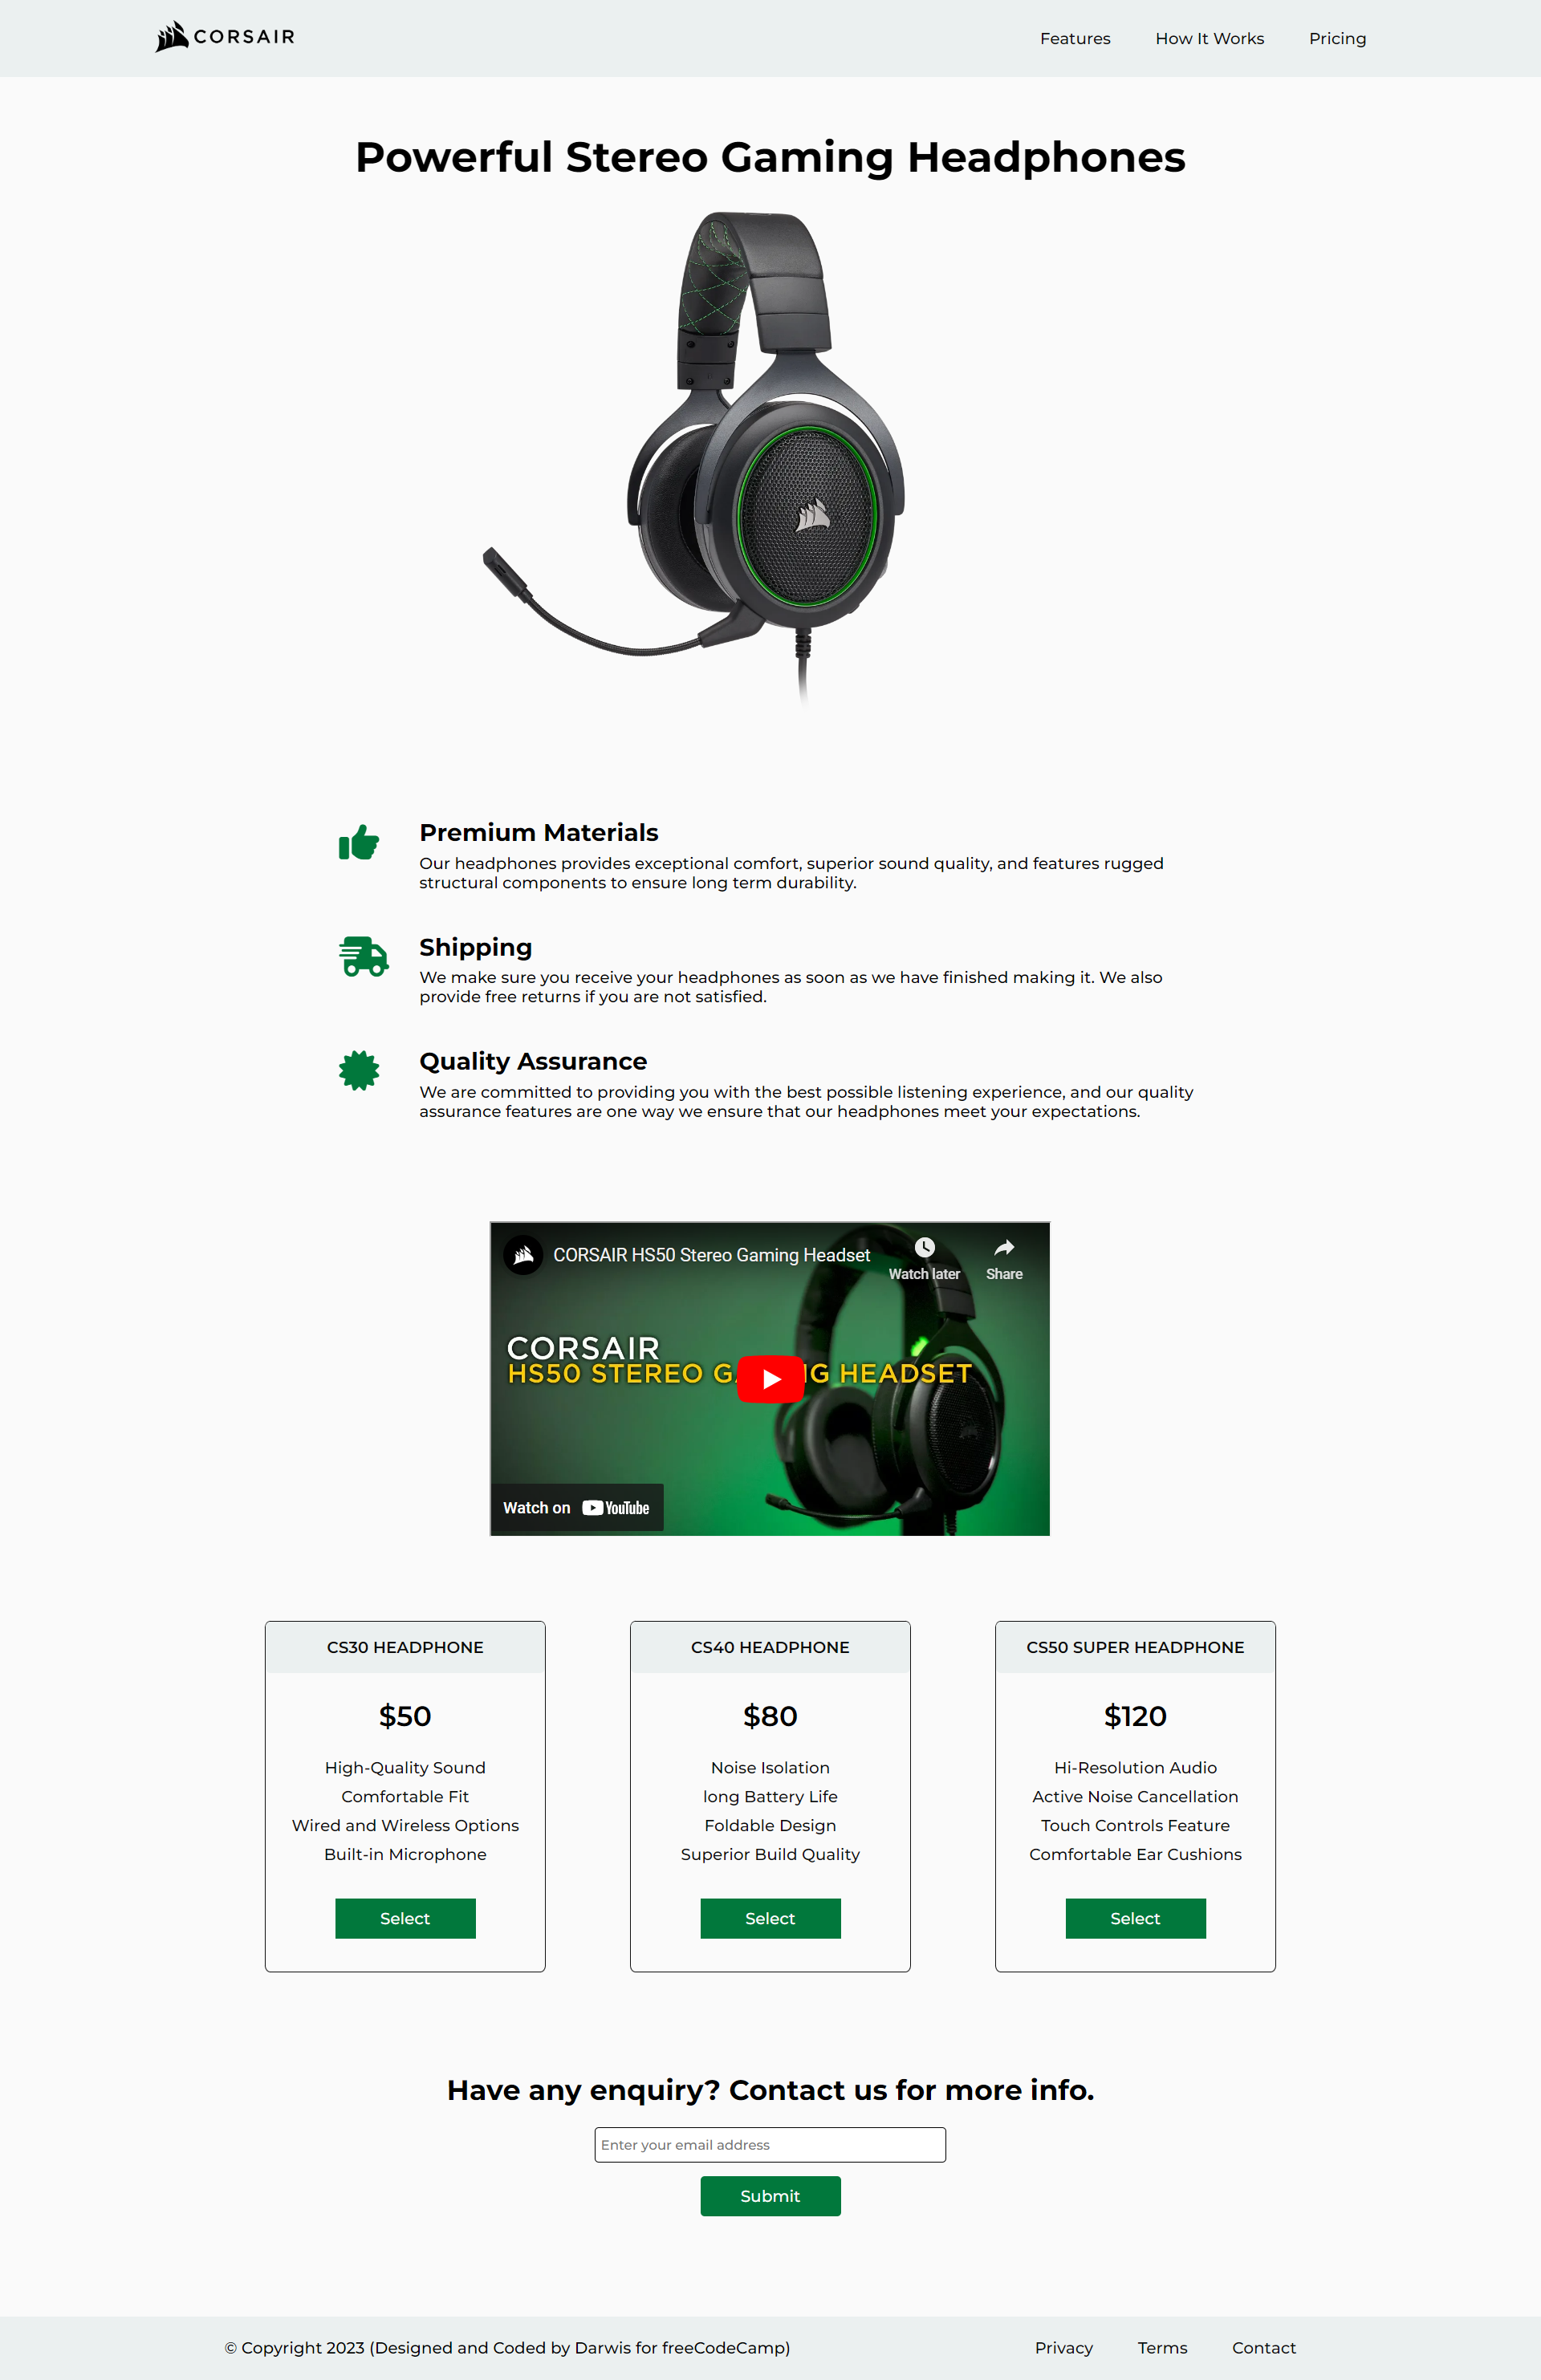 CORSAIR
Features
How It Works
Pricing
Powerful Stereo Gaming Headphones
Premium Materials
Our headphones provides exceptional comfort, superior sound quality, and features rugged
structural components to ensure long term durability.
Shipping
We make sure you receive your headphones as soon as we have finished making it. We also
provide free returns if you are not satisfied.
Quality Assurance
We are committed to providing you with the best possible listening experience, and our quality
assurance features are one way we ensure that our headphones meet your expectations.
CORSAIR HS50 Stereo Gaming Headset
Watch later
Share
CORSAIR
HS50 STEREO GAMING HEADSET
Watch on YouTube
CS30 HEADPHONE
$50
High-Quality Sound
Comfortable Fit
Wired and Wireless Options
Built-in Microphone
Select
CS40 HEADPHONE
$80
Noise Isolation
long Battery Life
Foldable Design
Superior Build Quality
Select
CS50 SUPER HEADPHONE
$120
Hi-Resolution Audio
Active Noise Cancellation
Touch Controls Feature
Comfortable Ear Cushions
Select
Have any enquiry? Contact us for more info.
Enter your email address
Submit
© Copyright 2023 (Designed and Coded by Darwis for freeCodeCamp)
Privacy
Terms
Contact